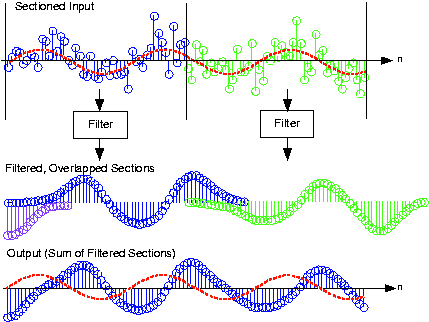 Sectioned Input
n
Filter
Filter
Filtered, Overlapped Sections
Output (Sum of Filtered Sections)
n